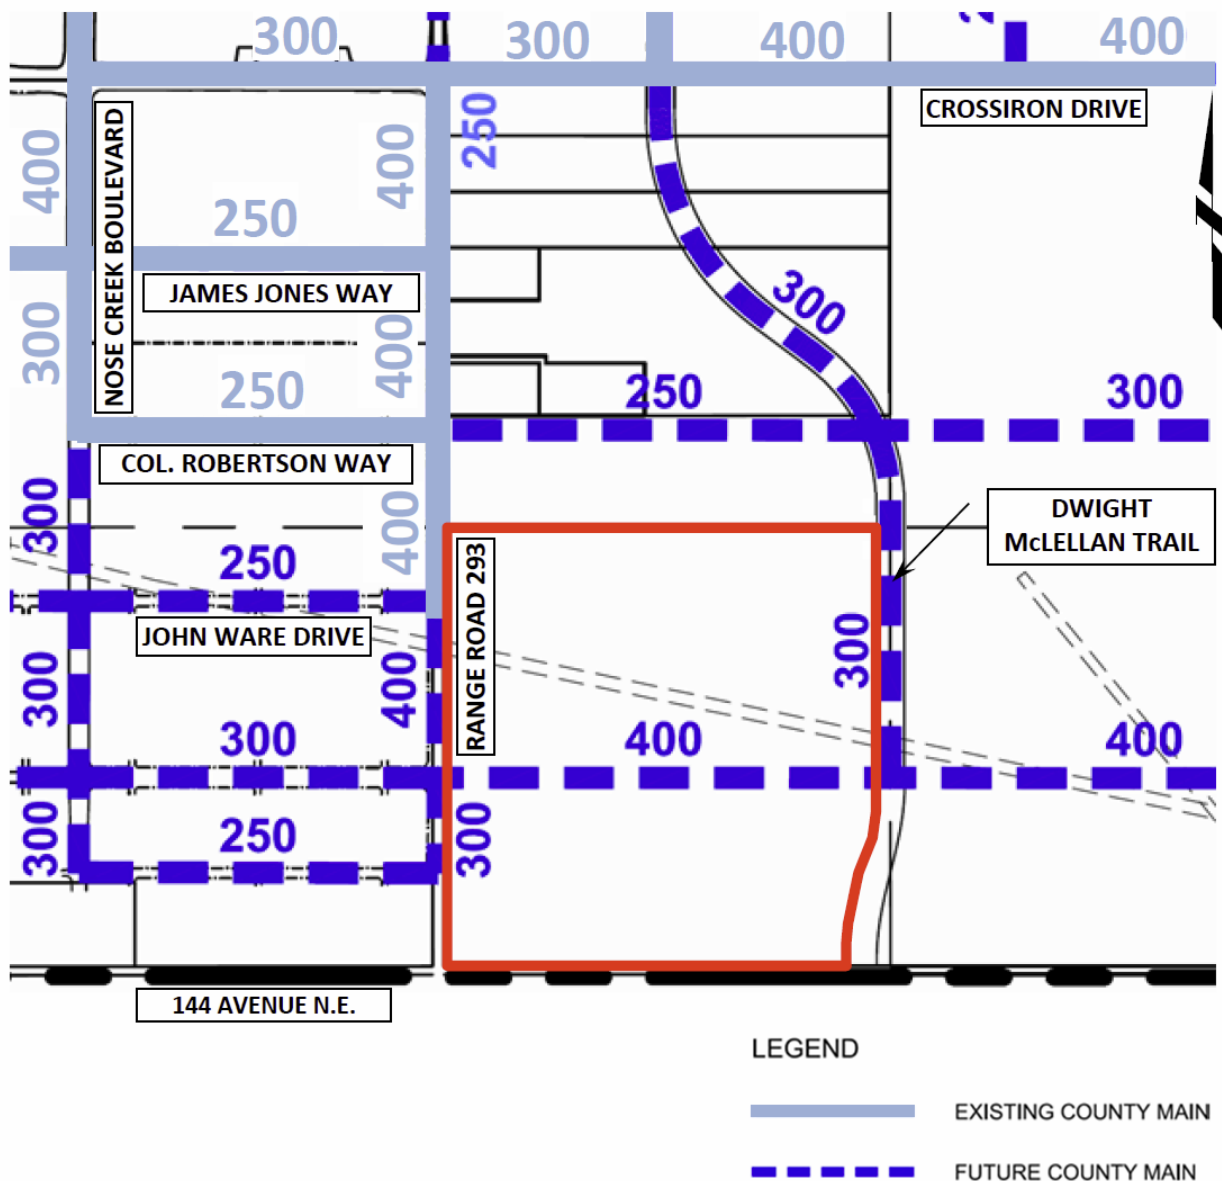 300
300
400
400
CROSSIRON DRIVE
250
400
400
NOSE CREEK BOULEVARD
250
JAMES JONES WAY
300
300
400
250
250
300
COL. ROBERTSON WAY
300
400
DWIGHT
McLELLAN TRAIL
250
RANGE ROAD 293
JOHN WARE DRIVE
300
300
400
300
400
400
300
250
300
144 AVENUE N.E.
LEGEND
EXISTING COUNTY MAIN
FUTURE COUNTY MAIN